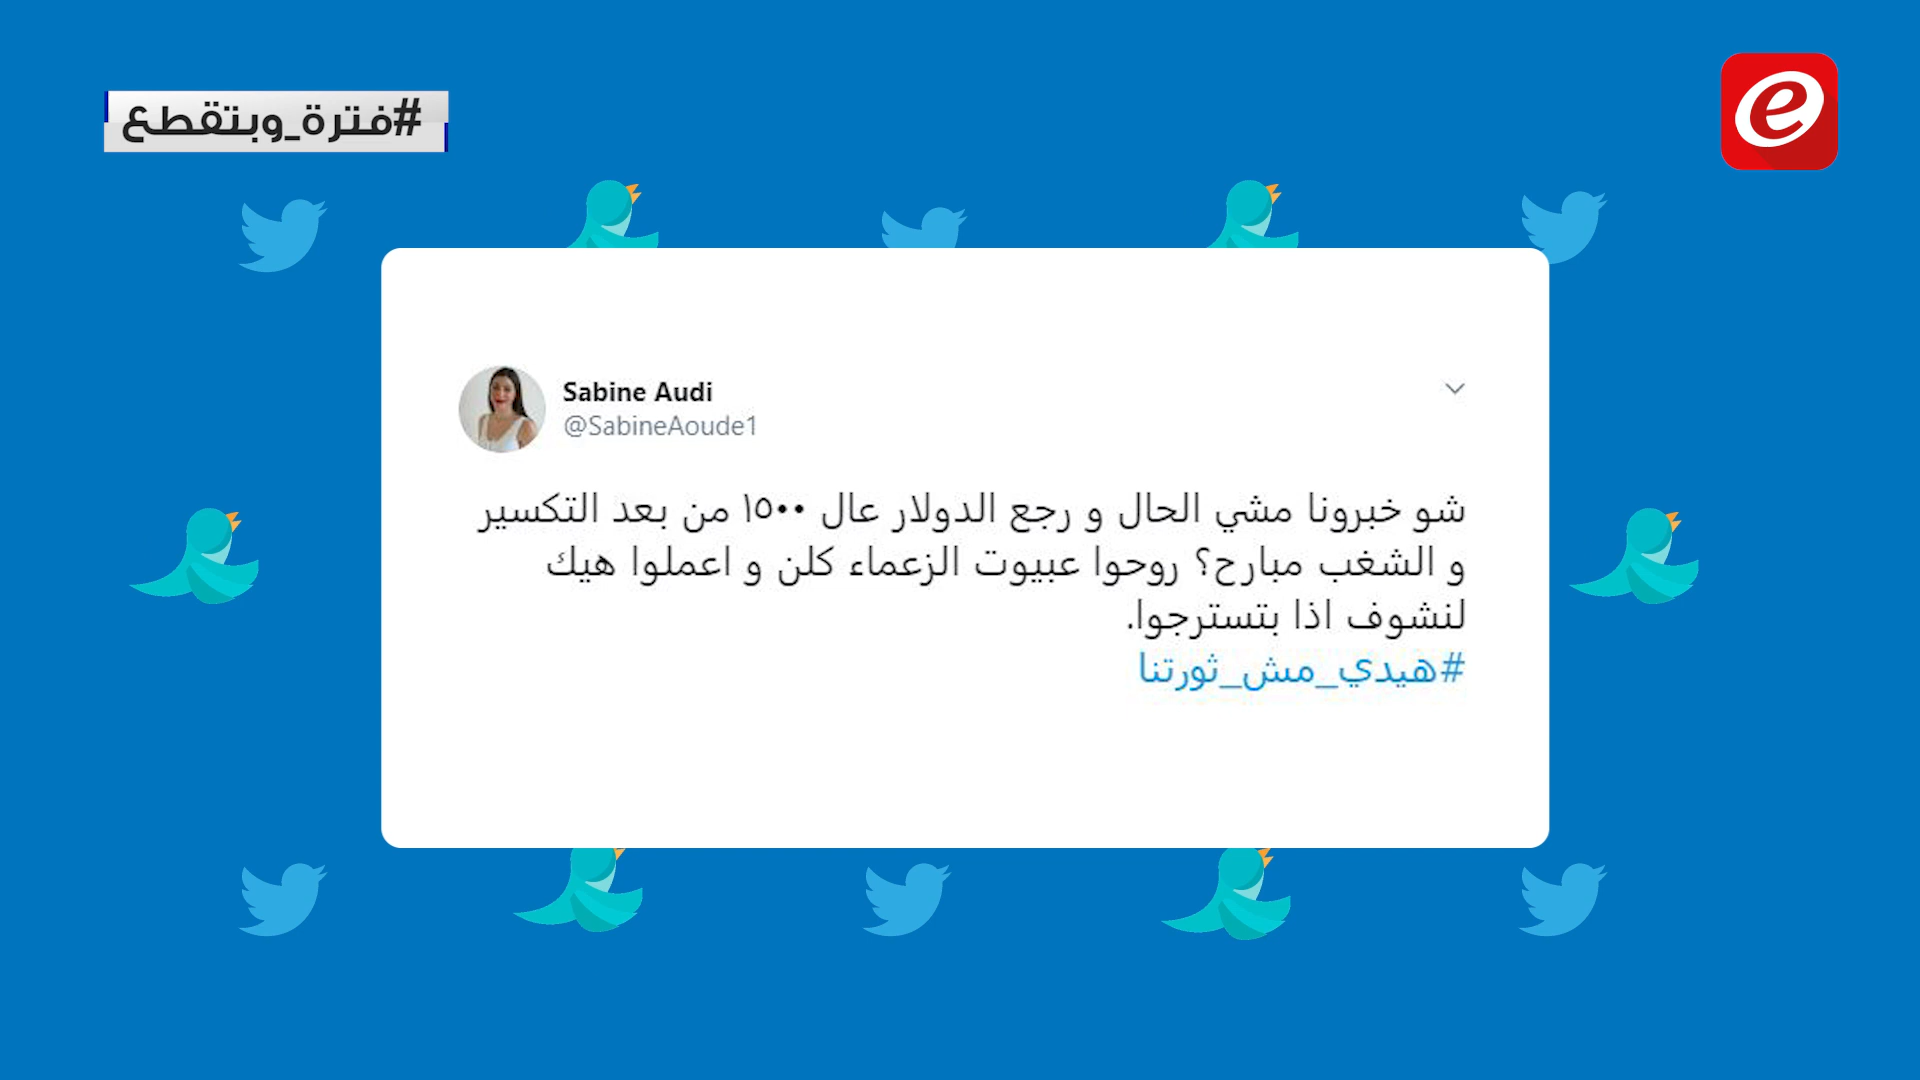 #فترة_وبتقطع
e
Sabine Audi
@SabineAoude1
شو خبرونا مشي الحال و رجع الدولار عال ١٥٠٠ من بعد التكسير
و الشغب مبارح؟ روحوا عبيوت الزعماء كلن و اعملوا هيك
لنشوف اذا بتسترجوا.
#هيدي_مش_ثورتنا